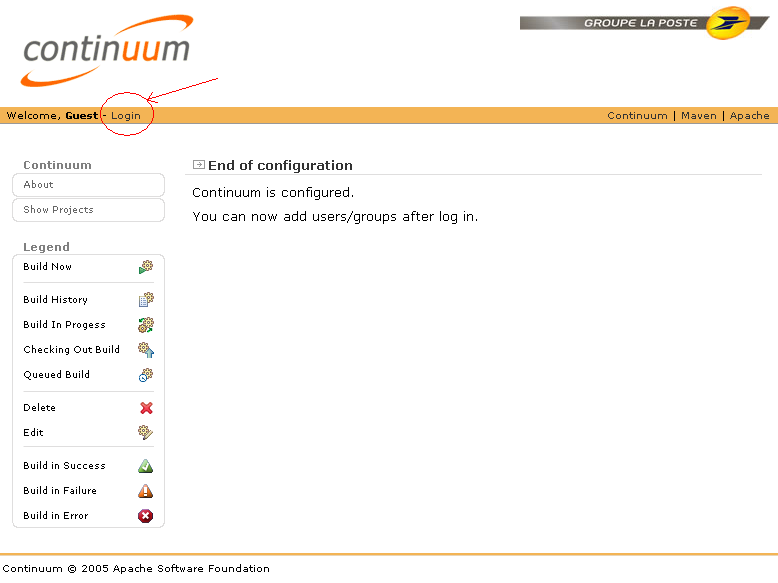 continuum
GROUPE LA POSTE
Welcome, Guest - Login
Continuum | Maven | Apache
Continuum
About
Show Projects
Legend
Build Now
Build History
Build In Progess
Checking Out Build
Queued Build
Delete
Edit
Build in Success
Build in Failure
Build in Error
End of configuration
Continuum is configured.
You can now add users/groups after log in.
Continuum © 2005 Apache Software Foundation